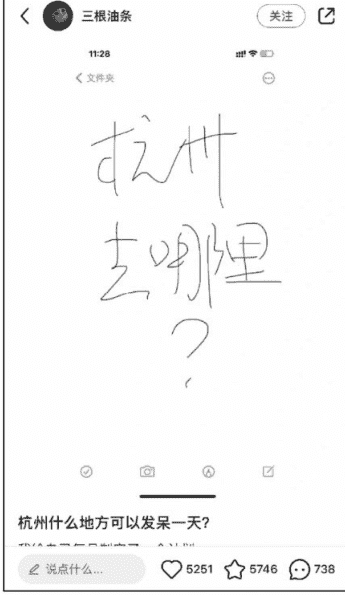 三根油条
关注
11:28
文件夹
杭州
去哪里
?
杭州什么地方可以发呆一天?
说点什么...
5251
5746
738